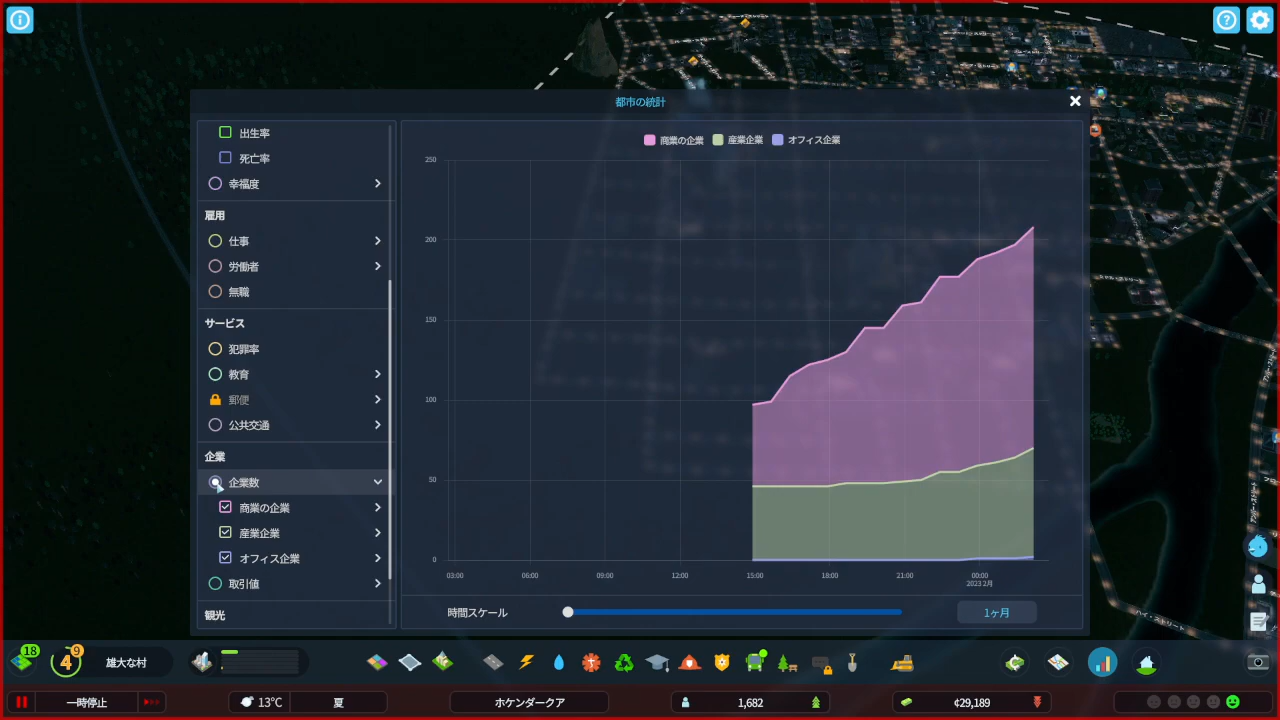 都市の統計
出生率
死亡率
幸福度
雇用
仕事
労働者
無職
サービス
犯罪率
教育
郵便
公共交通
企業
企業数
商業の企業
産業企業
オフィス企業
取引値
観光
商業の企業 産業企業 オフィス企業
250
200
150
100
50
0
03:00 06:00 09:00 12:00 15:00 18:00 21:00 00:00
2023 2月
時間スケール
1ヶ月
ハイ・ストリート
18
4
9
雄大な村
一時停止
13°C
夏
ホケンダークア
1,682
¢29,189